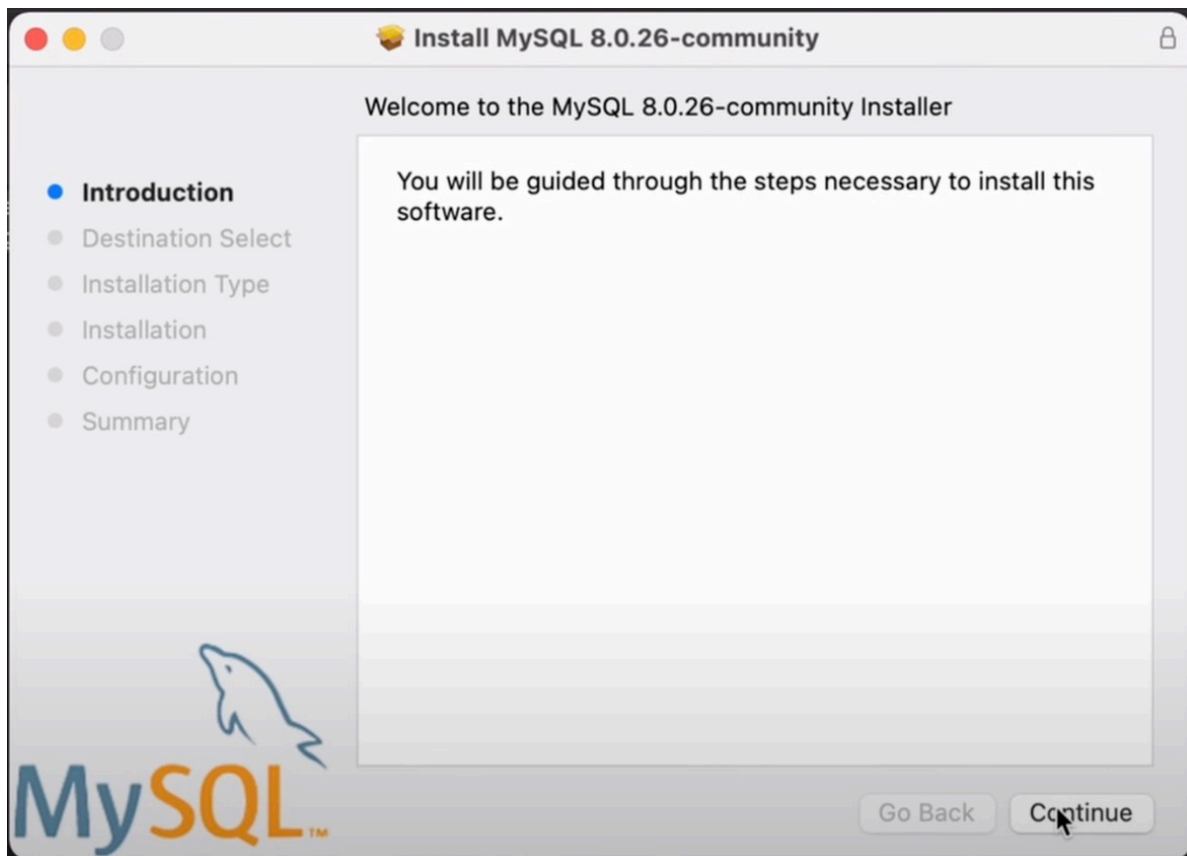 Install MySQL 8.0.26-community
Welcome to the MySQL 8.0.26-community Installer
Introduction
Destination Select
Installation Type
Installation
Configuration
Summary
You will be guided through the steps necessary to install this
software.
MySQL™
Go Back
Continue